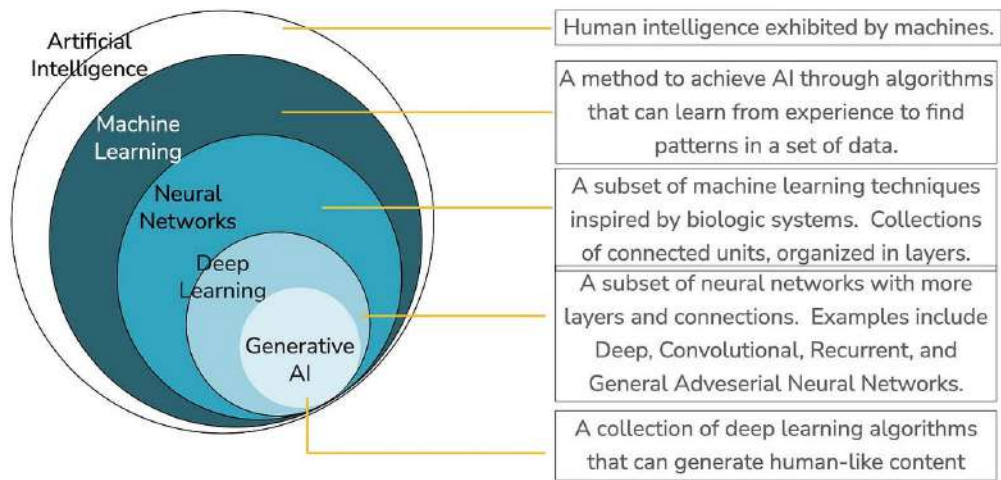 Artificial
Intelligence
Machine
Learning
Neural
Networks
Deep
Learning
Generative
AI
Human intelligence exhibited by machines.
A method to achieve AI through algorithms
that can learn from experience to find
patterns in a set of data.
A subset of machine learning techniques
inspired by biologic systems. Collections
of connected units, organized in layers.
A subset of neural networks with more
layers and connections. Examples include
Deep, Convolutional, Recurrent, and
General Adveserial Neural Networks.
A collection of deep learning algorithms
that can generate human-like content